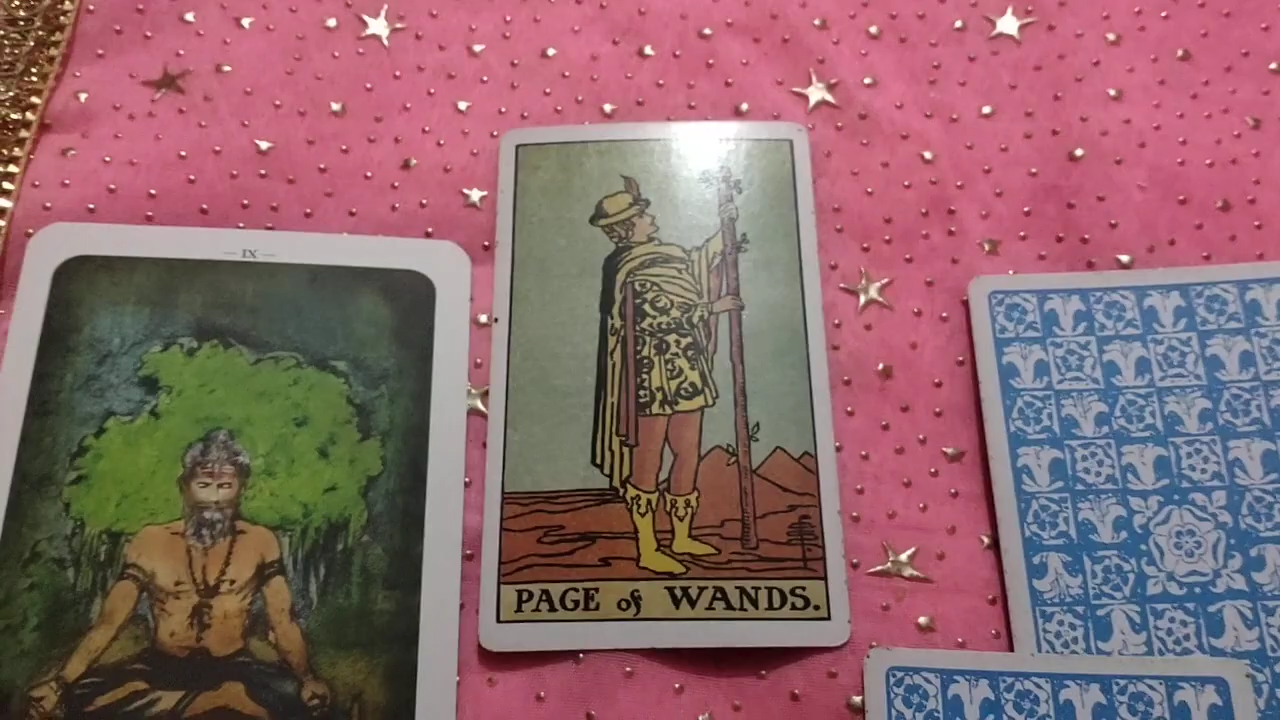 — IX —
PAGE of WANDS.